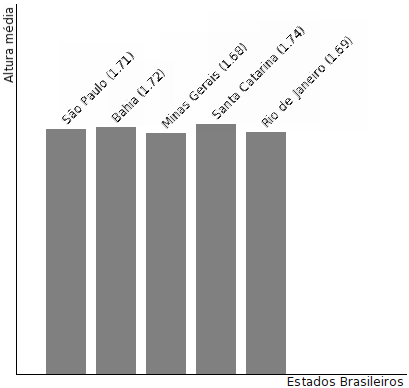 Altura média
São Paulo (1.71)
Bahia (1.72)
Minas Gerais (1.68)
Santa Catarina (1.74)
Rio de Janeiro (1.69)
Estados Brasileiros